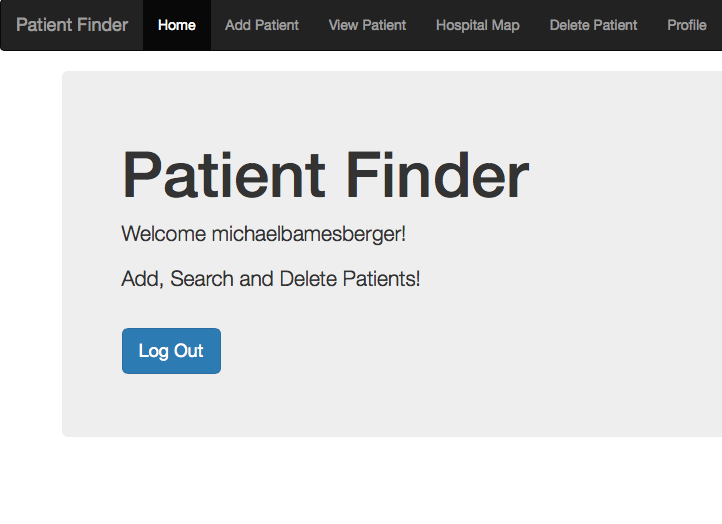 Patient Finder Home Add Patient View Patient Hospital Map Delete Patient Profile
Patient Finder
Welcome michaelbamesberger!
Add, Search and Delete Patients!
Log Out